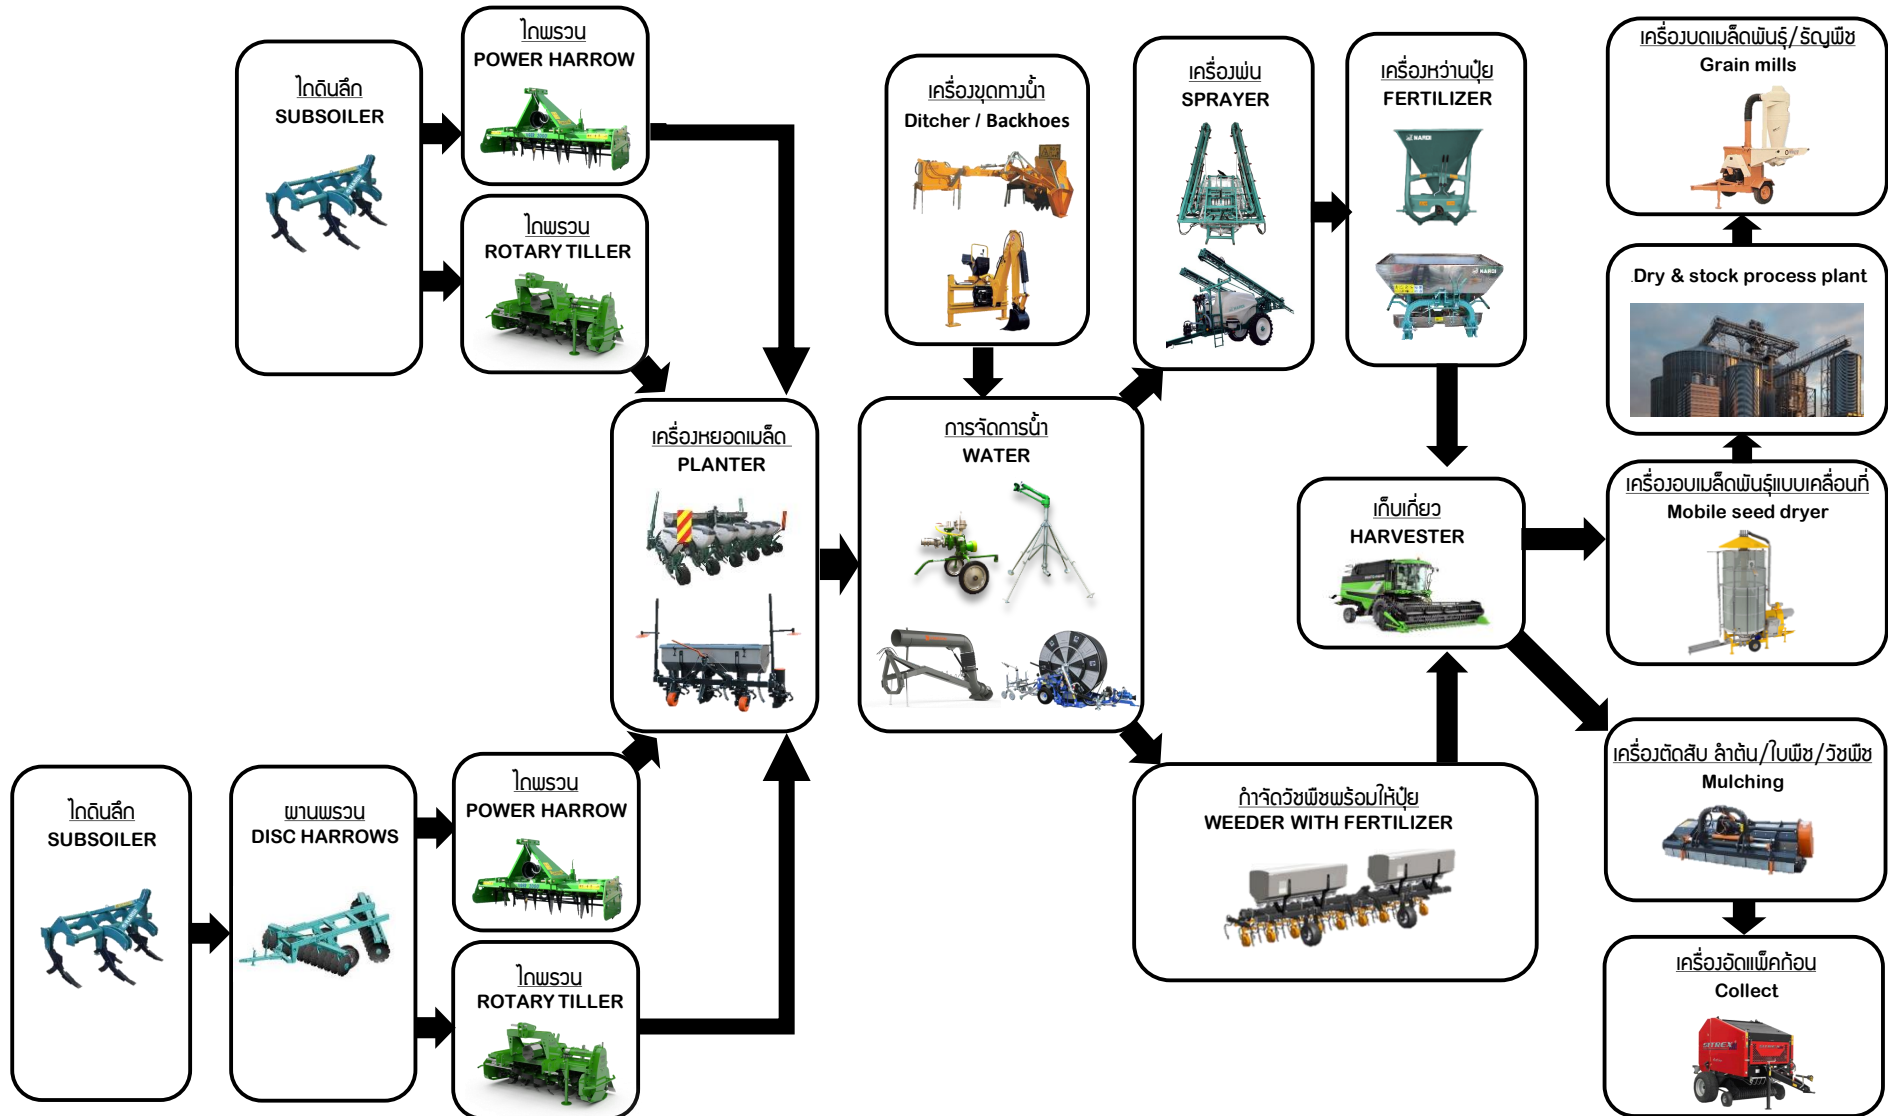 ไถดินลึก
SUBSOILER
ไถพรวน
POWER HARROW
ไถพรวน
ROTARY TILLER
ไถดินลึก
SUBSOILER
ผานพรวน
DISC HARROWS
ไถพรวน
POWER HARROW
ไถพรวน
ROTARY TILLER
เครื่องหยอดเมล็ด
PLANTER
เครื่องขุดทางน้ำ
Ditcher / Backhoes
การจัดการน้ำ
WATER
เครื่องพ่น
SPRAYER
เครื่องหว่านปุ๋ย
FERTILIZER
NARDI
NARDI
กำจัดวัชพืชพร้อมให้ปุ๋ย
WEEDER WITH FERTILIZER
เก็บเกี่ยว
HARVESTER
เครื่องบดเมล็ดพันธุ์/ธัญพืช
Grain mills
Dry & stock process plant
เครื่องอบเมล็ดพันธุ์แบบเคลื่อนที่
Mobile seed dryer
เครื่องตัดสับ ลำต้น/ใบพืช/วัชพืช
Mulching
เครื่องอัดแพ็คก้อน
Collect
SITREX